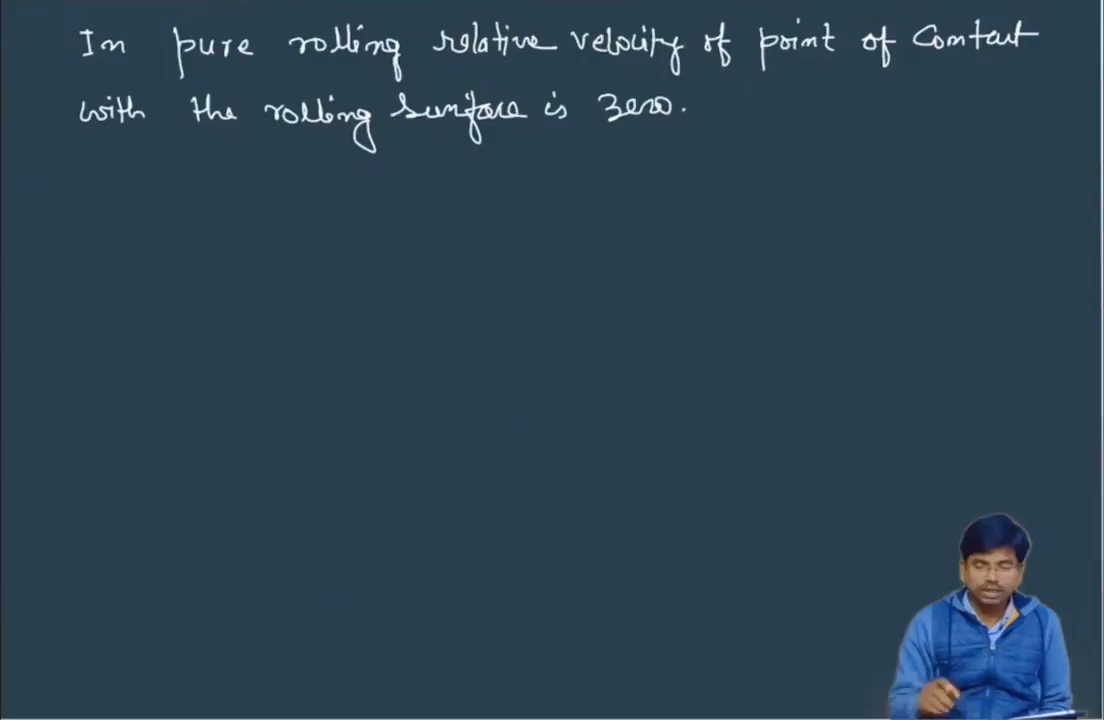 In pure rolling relative velocity of point of contact
with the rolling surface is zero.